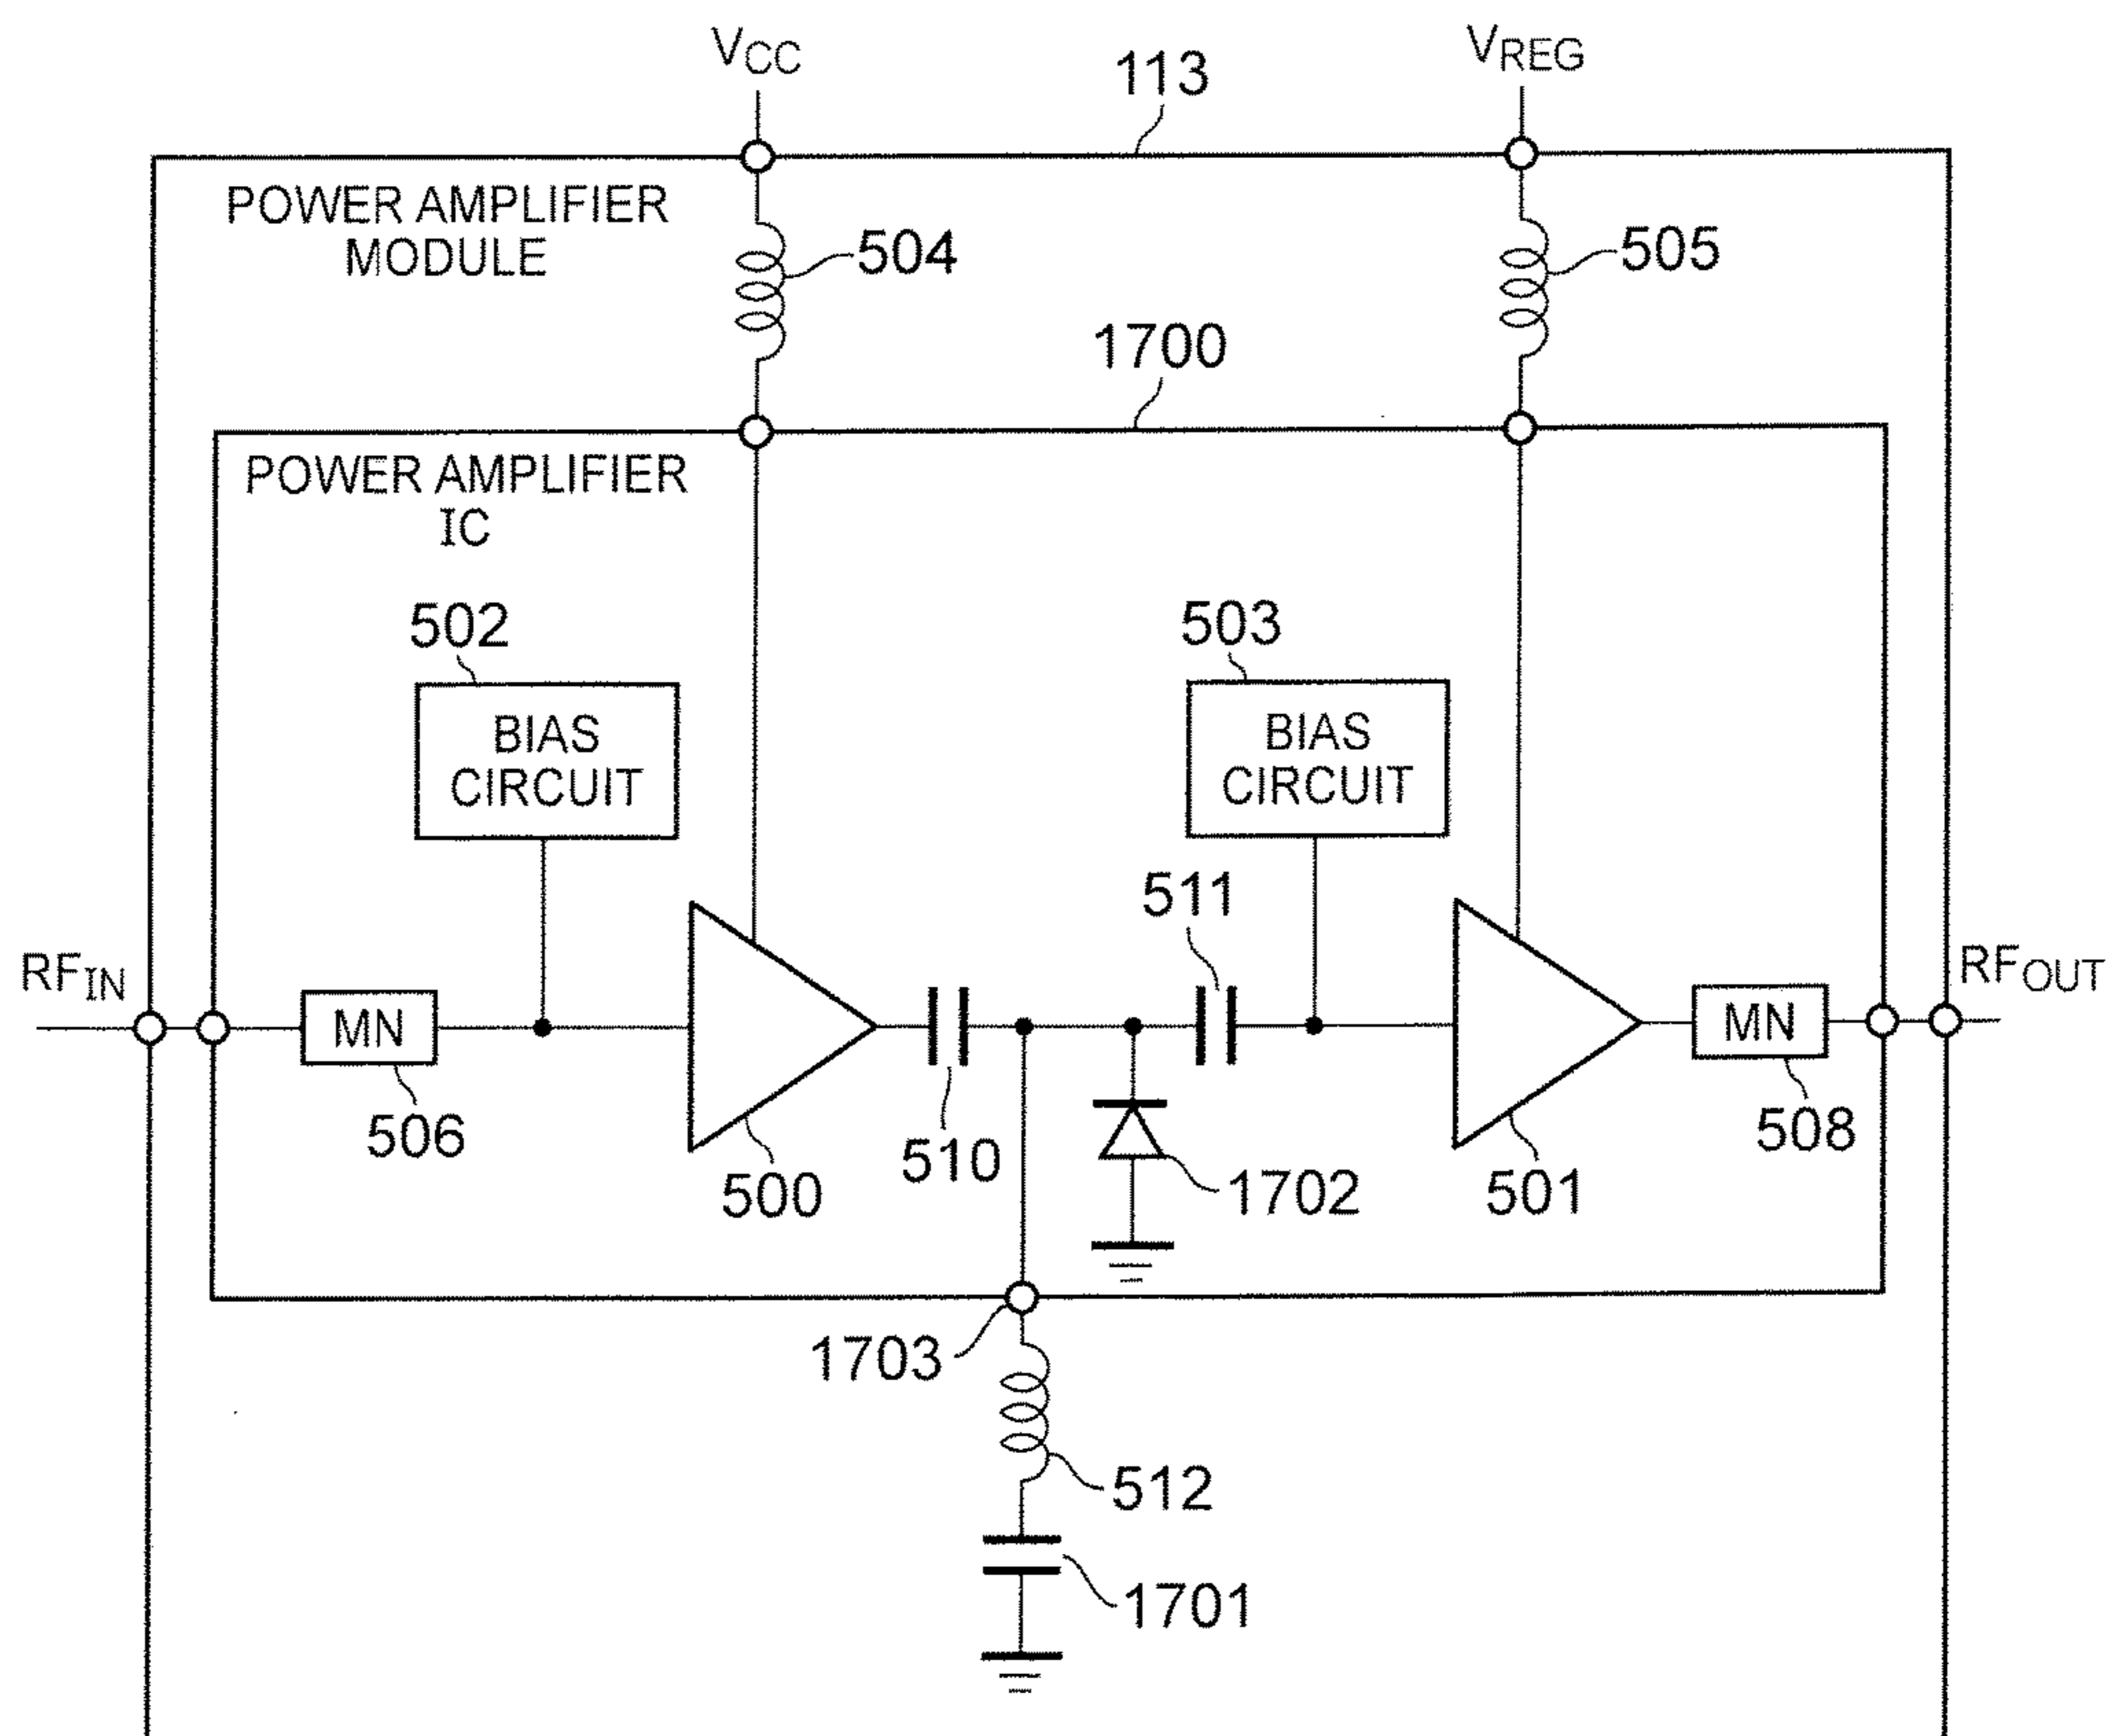 VCC
113
VREG
POWER AMPLIFIER
MODULE
504
505
1700
POWER AMPLIFIER
IC
502
503
BIAS
CIRCUIT
BIAS
CIRCUIT
511
RFIN
RFOUT
MN
MN
506
500
510
1702
501
508
1703
512
1701